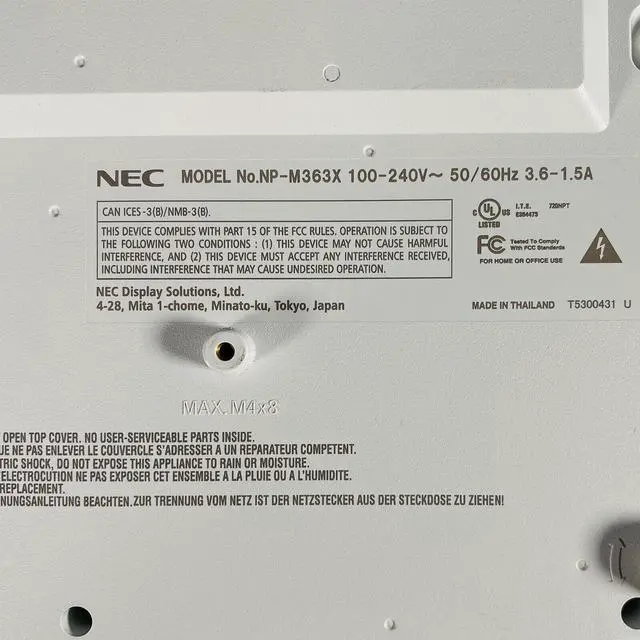 NEC MODEL No.NP-M363X 100-240V~ 50/60Hz 3.6-1.5A
CAN ICES-3(B)/NMB-3(B).
THIS DEVICE COMPLIES WITH PART 15 OF THE FCC RULES. OPERATION IS SUBJECT TO
THE FOLLOWING TWO CONDITIONS : (1) THIS DEVICE MAY NOT CAUSE HARMFUL
INTERFERENCE, AND (2) THIS DEVICE MUST ACCEPT ANY INTERFERENCE RECEIVED,
INCLUDING INTERFERENCE THAT MAY CAUSE UNDESIRED OPERATION.
C UL US
LISTED
I.T.E. 720NPT
E354473
FC Tested To Comply
With FCC Standards
FOR HOME OR OFFICE USE
NEC Display Solutions, Ltd.
4-28, Mita 1-chome, Minato-ku, Tokyo, Japan
MADE IN THAILAND T5300431 U
MAX. M4x8
OPEN TOP COVER. NO USER-SERVICEABLE PARTS INSIDE.
UE NE PAS ENLEVER LE COUVERCLE S'ADRESSER A UN REPARATEUR COMPETENT.
TRIC SHOCK, DO NOT EXPOSE THIS APPLIANCE TO RAIN OR MOISTURE.
ELECTROCUTION NE PAS EXPOSER CET ENSEMBLE A LA PLUIE OU A L'HUMIDITE.
REPLACEMENT.
NUNGSANLEITUNG BEACHTEN.ZUR TRENNUNG VOM NETZ IST DER NETZSTECKER AUS DER STECKDOSE ZU ZIEHEN!